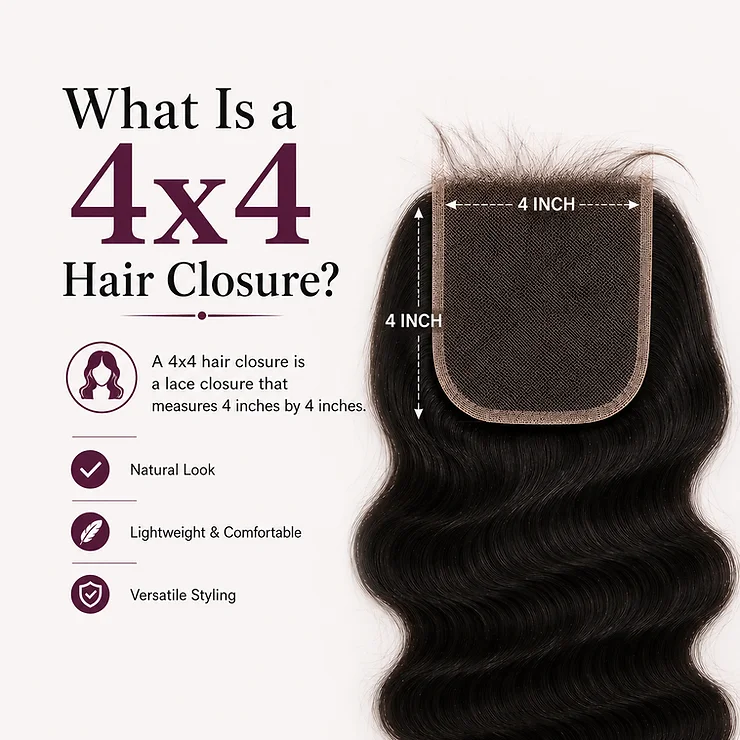 What Is a
4x4
Hair Closure?
A 4x4 hair closure is
a lace closure that
measures 4 inches by 4 inches.
Natural Look
Lightweight & Comfortable
Versatile Styling
4 INCH
4 INCH